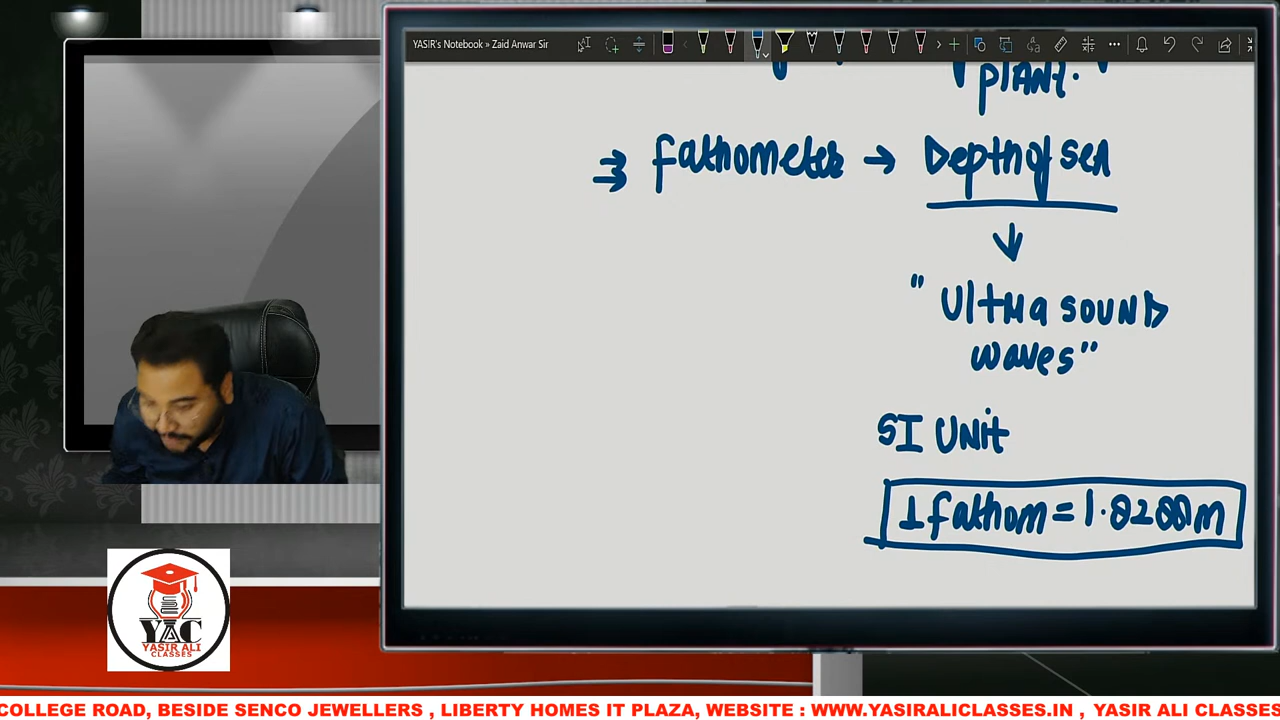 YASIR's Notebook » Zaid Anwar Sir
plant.
⇒ fathometer → Depth of sea
↓
"Ultra sound
waves"
SI Unit
1 fathom = 1.8288m
YAC
YASIR ALI
CLASSES
COLLEGE ROAD, BESIDE SENCO JEWELLERS , LIBERTY HOMES IT PLAZA, WEBSITE : WWW.YASIRALICLASSES.IN , YASIR ALI CLASSES